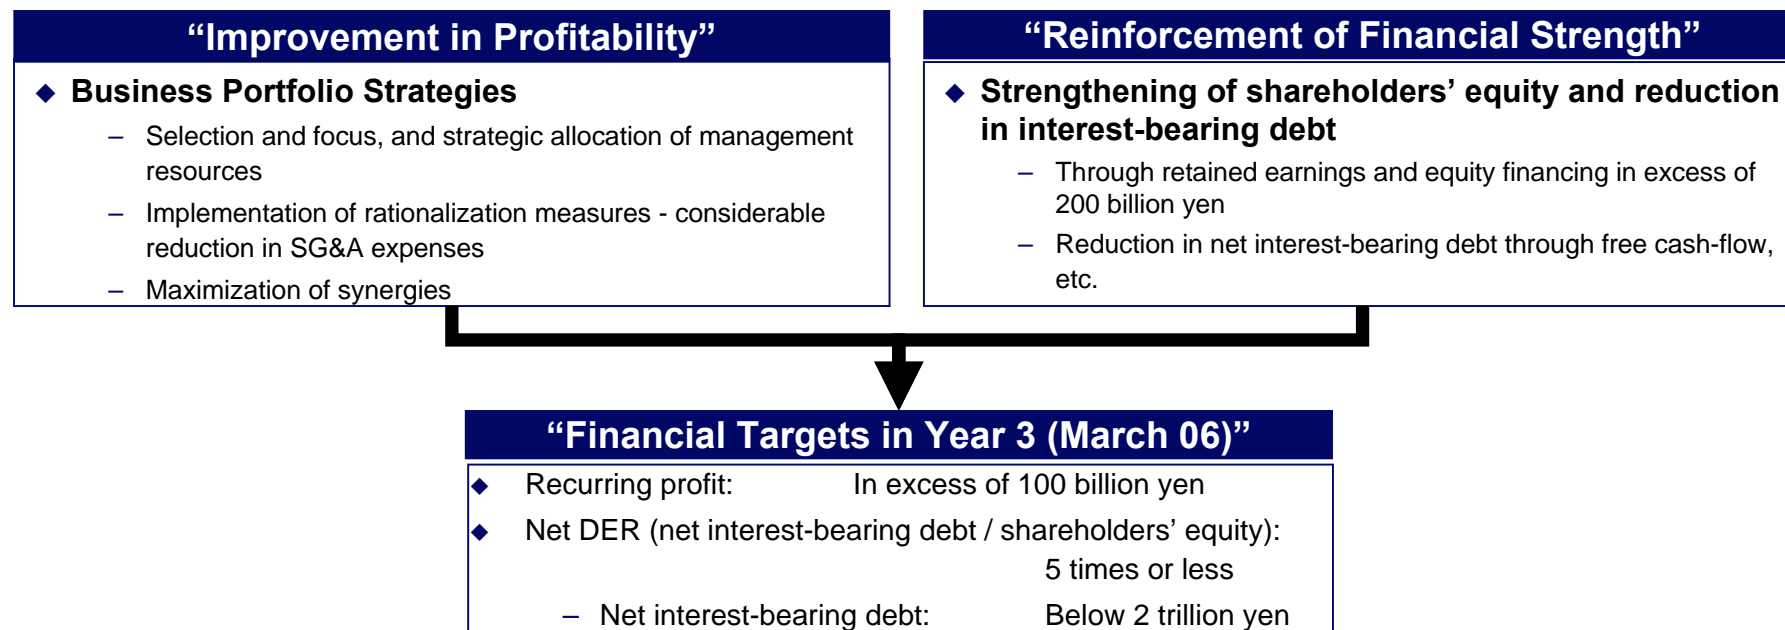 “Improvement in Profitability”
◆ Business Portfolio Strategies
– Selection and focus, and strategic allocation of management
resources
– Implementation of rationalization measures - considerable
reduction in SG&A expenses
– Maximization of synergies
“Reinforcement of Financial Strength”
◆ Strengthening of shareholders’ equity and reduction
in interest-bearing debt
– Through retained earnings and equity financing in excess of
200 billion yen
– Reduction in net interest-bearing debt through free cash-flow,
etc.
“Financial Targets in Year 3 (March 06)”
◆ Recurring profit: In excess of 100 billion yen
◆ Net DER (net interest-bearing debt / shareholders’ equity):
5 times or less
– Net interest-bearing debt: Below 2 trillion yen